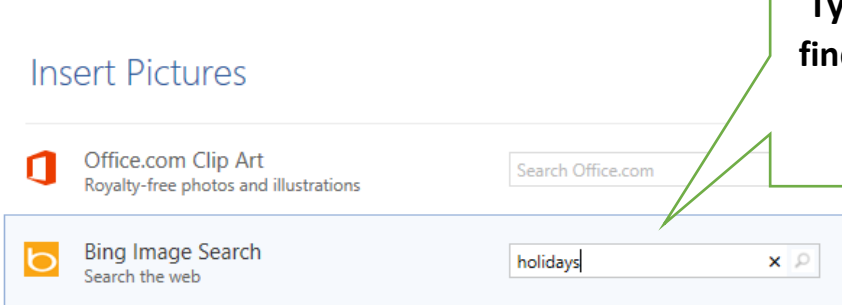 Insert Pictures
Office.com Clip Art
Royalty-free photos and illustrations
Search Office.com
Bing Image Search
Search the web
holidays